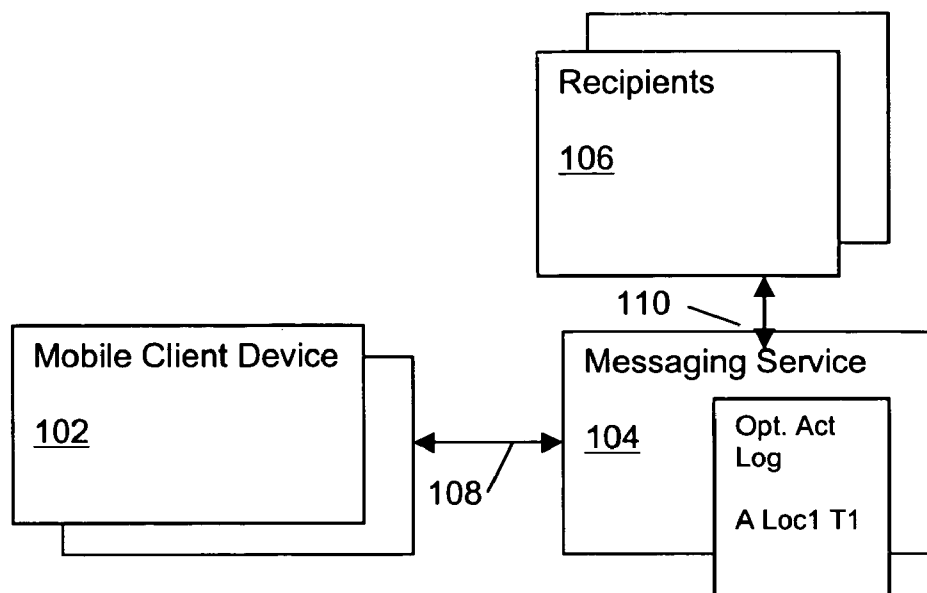 Recipients
106
110
Mobile Client Device
102
108
Messaging Service
104
Opt. Act
Log
A Loc1 T1